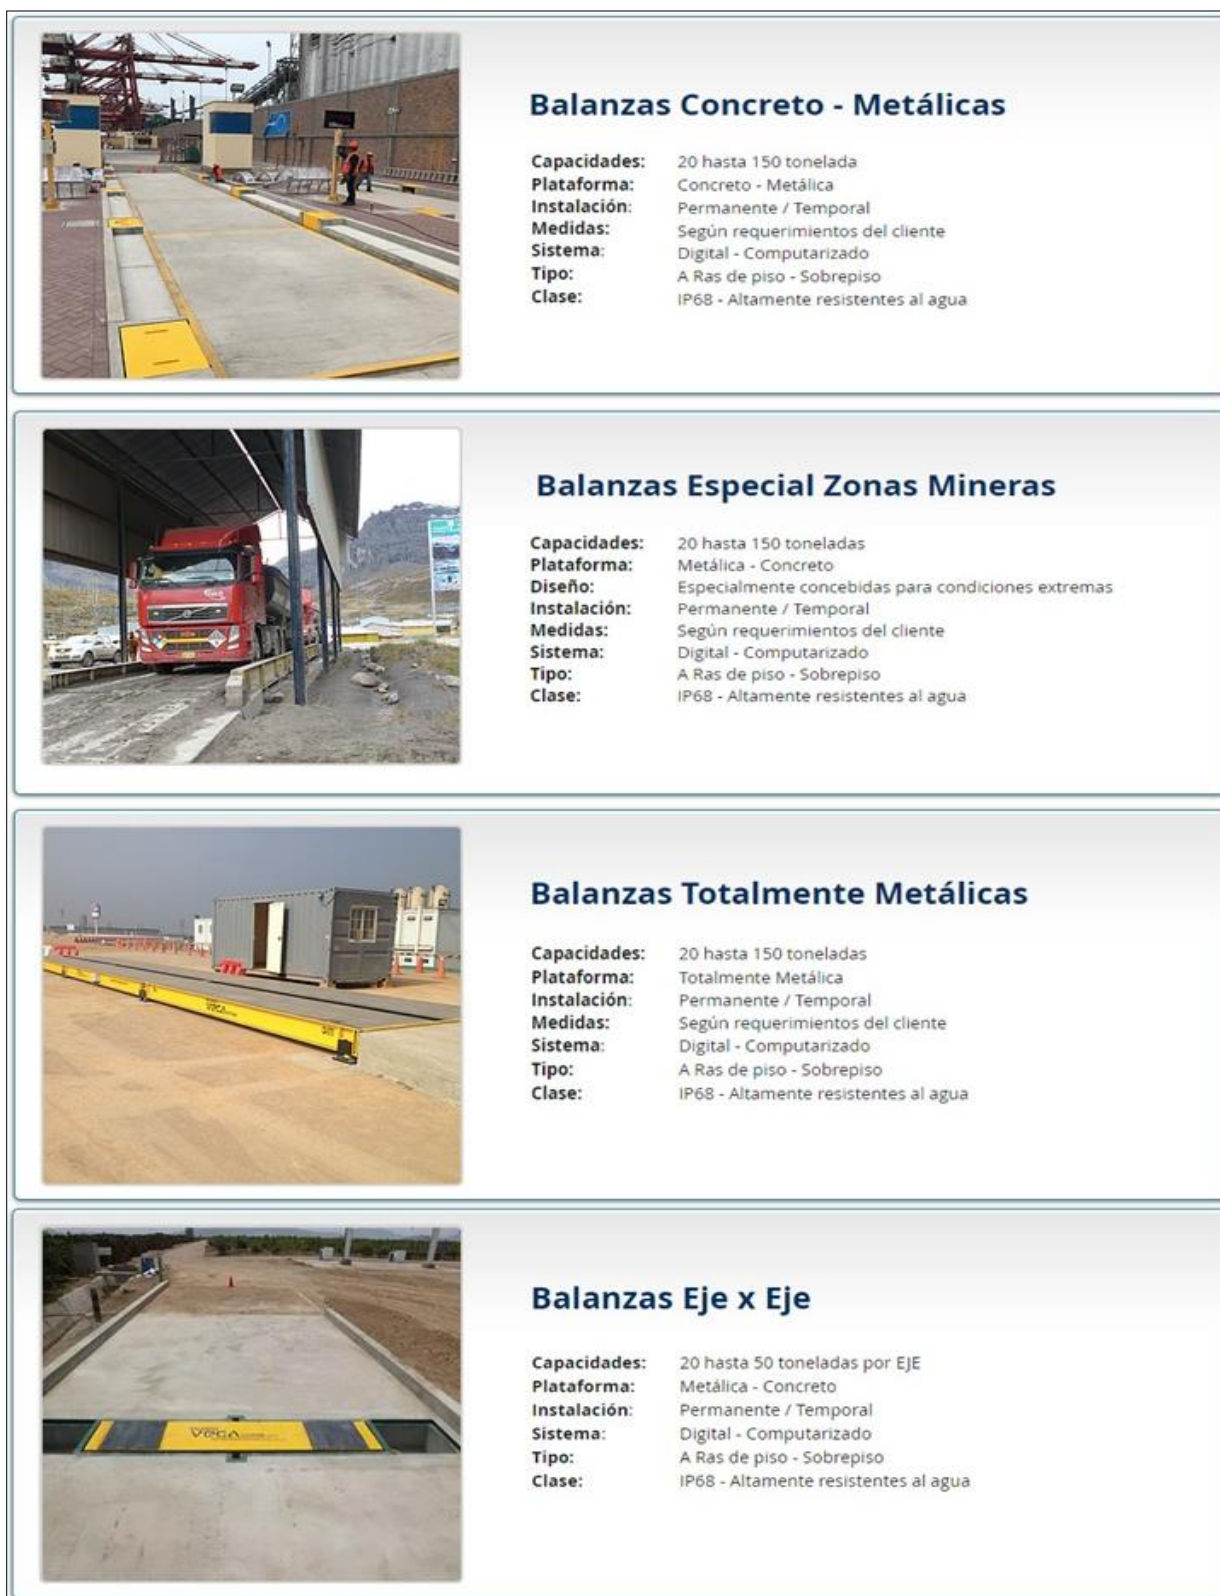 Balanzas Concreto - Metálicas
Capacidades: 20 hasta 150 tonelada
Plataforma: Concreto - Metálica
Instalación: Permanente / Temporal
Medidas: Según requerimientos del cliente
Sistema: Digital - Computarizado
Tipo: A Ras de piso - Sobrepiso
Clase: IP68 - Altamente resistentes al agua
Balanzas Especial Zonas Mineras
Capacidades: 20 hasta 150 toneladas
Plataforma: Metálica - Concreto
Diseño: Especialmente concebidas para condiciones extremas
Instalación: Permanente / Temporal
Medidas: Según requerimientos del cliente
Sistema: Digital - Computarizado
Tipo: A Ras de piso - Sobrepiso
Clase: IP68 - Altamente resistentes al agua
Balanzas Totalmente Metálicas
Capacidades: 20 hasta 150 toneladas
Plataforma: Totalmente Metálica
Instalación: Permanente / Temporal
Medidas: Según requerimientos del cliente
Sistema: Digital - Computarizado
Tipo: A Ras de piso - Sobrepiso
Clase: IP68 - Altamente resistentes al agua
VeCA
Balanzas Eje x Eje
Capacidades: 20 hasta 50 toneladas por EJE
Plataforma: Metálica - Concreto
Instalación: Permanente / Temporal
Sistema: Digital - Computarizado
Tipo: A Ras de piso - Sobrepiso
Clase: IP68 - Altamente resistentes al agua
VeCA